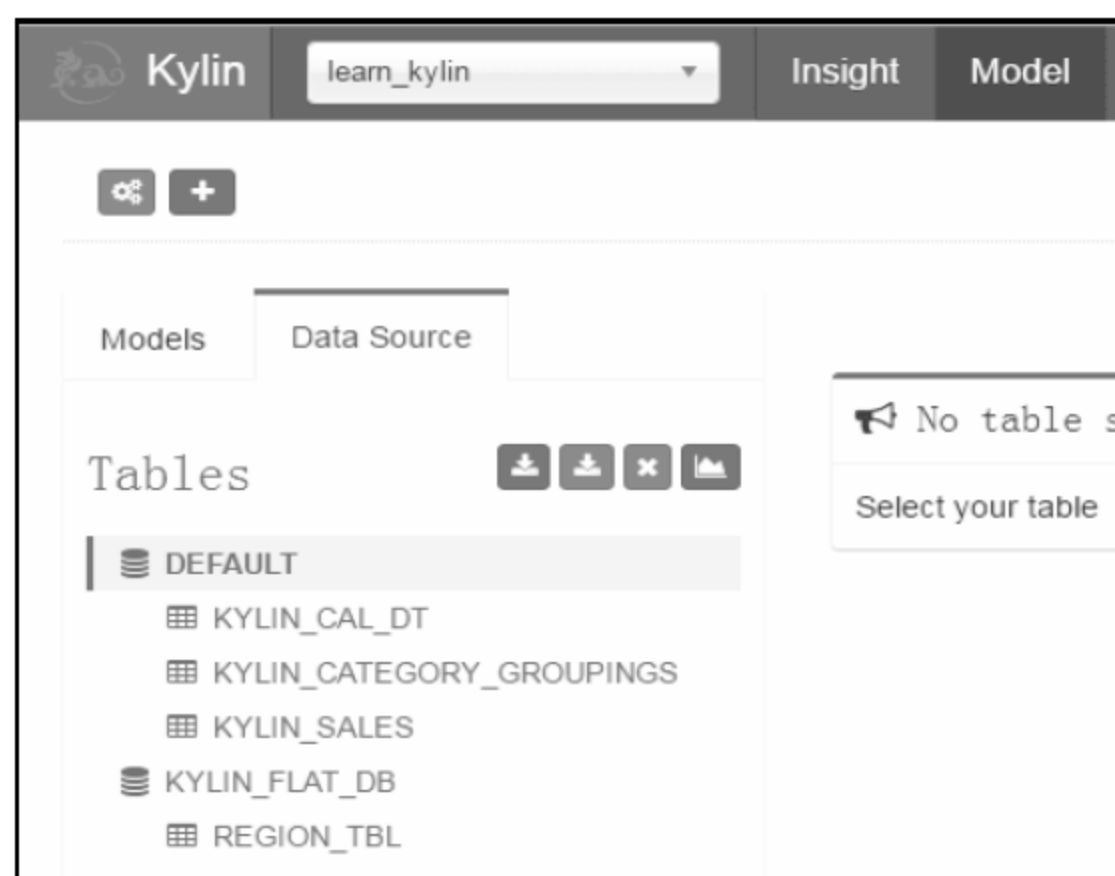 Kylin learn_kylin Insight Model
Models Data Source
Tables
DEFAULT
KYLIN_CAL_DT
KYLIN_CATEGORY_GROUPINGS
KYLIN_SALES
KYLIN_FLAT_DB
REGION_TBL
No table s
Select your table